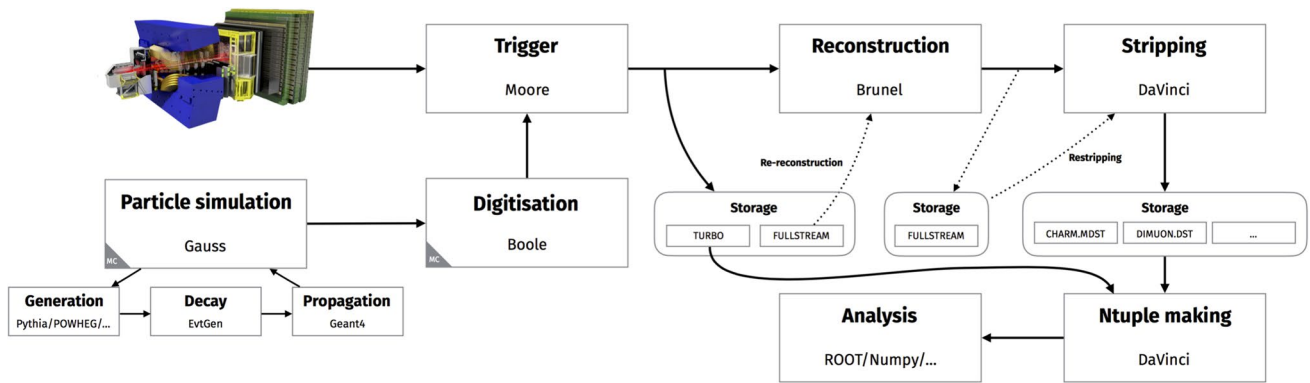 Trigger
Moore
Reconstruction
Brunel
Stripping
DaVinci
Re-reconstruction
Restripping
Particle simulation
Gauss
MC
Digitisation
Boole
MC
Storage
TURBO
FULLSTREAM
Storage
FULLSTREAM
Storage
CHARM.MDST
DIMUON.DST
...
Generation
Pythia/POWHEG/...
Decay
EvtGen
Propagation
Geant4
Analysis
ROOT/Numpy/...
Ntuple making
DaVinci